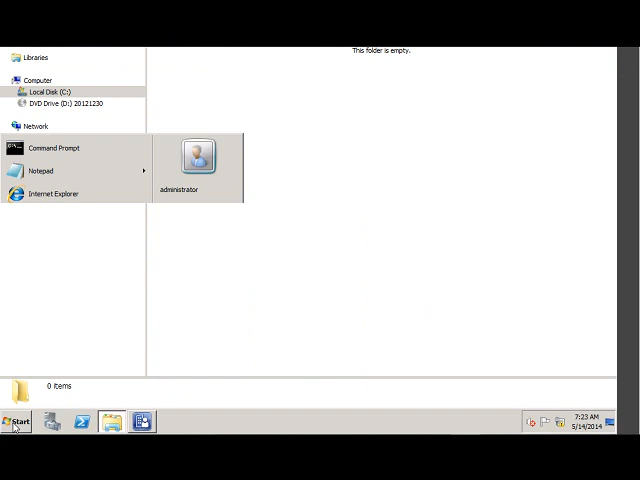 Libraries
This folder is empty.
Computer
Local Disk (C:)
DVD Drive (D:) 20121230
Network
Command Prompt
Notepad
administrator
Internet Explorer
0 items
Start
7:23 AM
5/14/2014